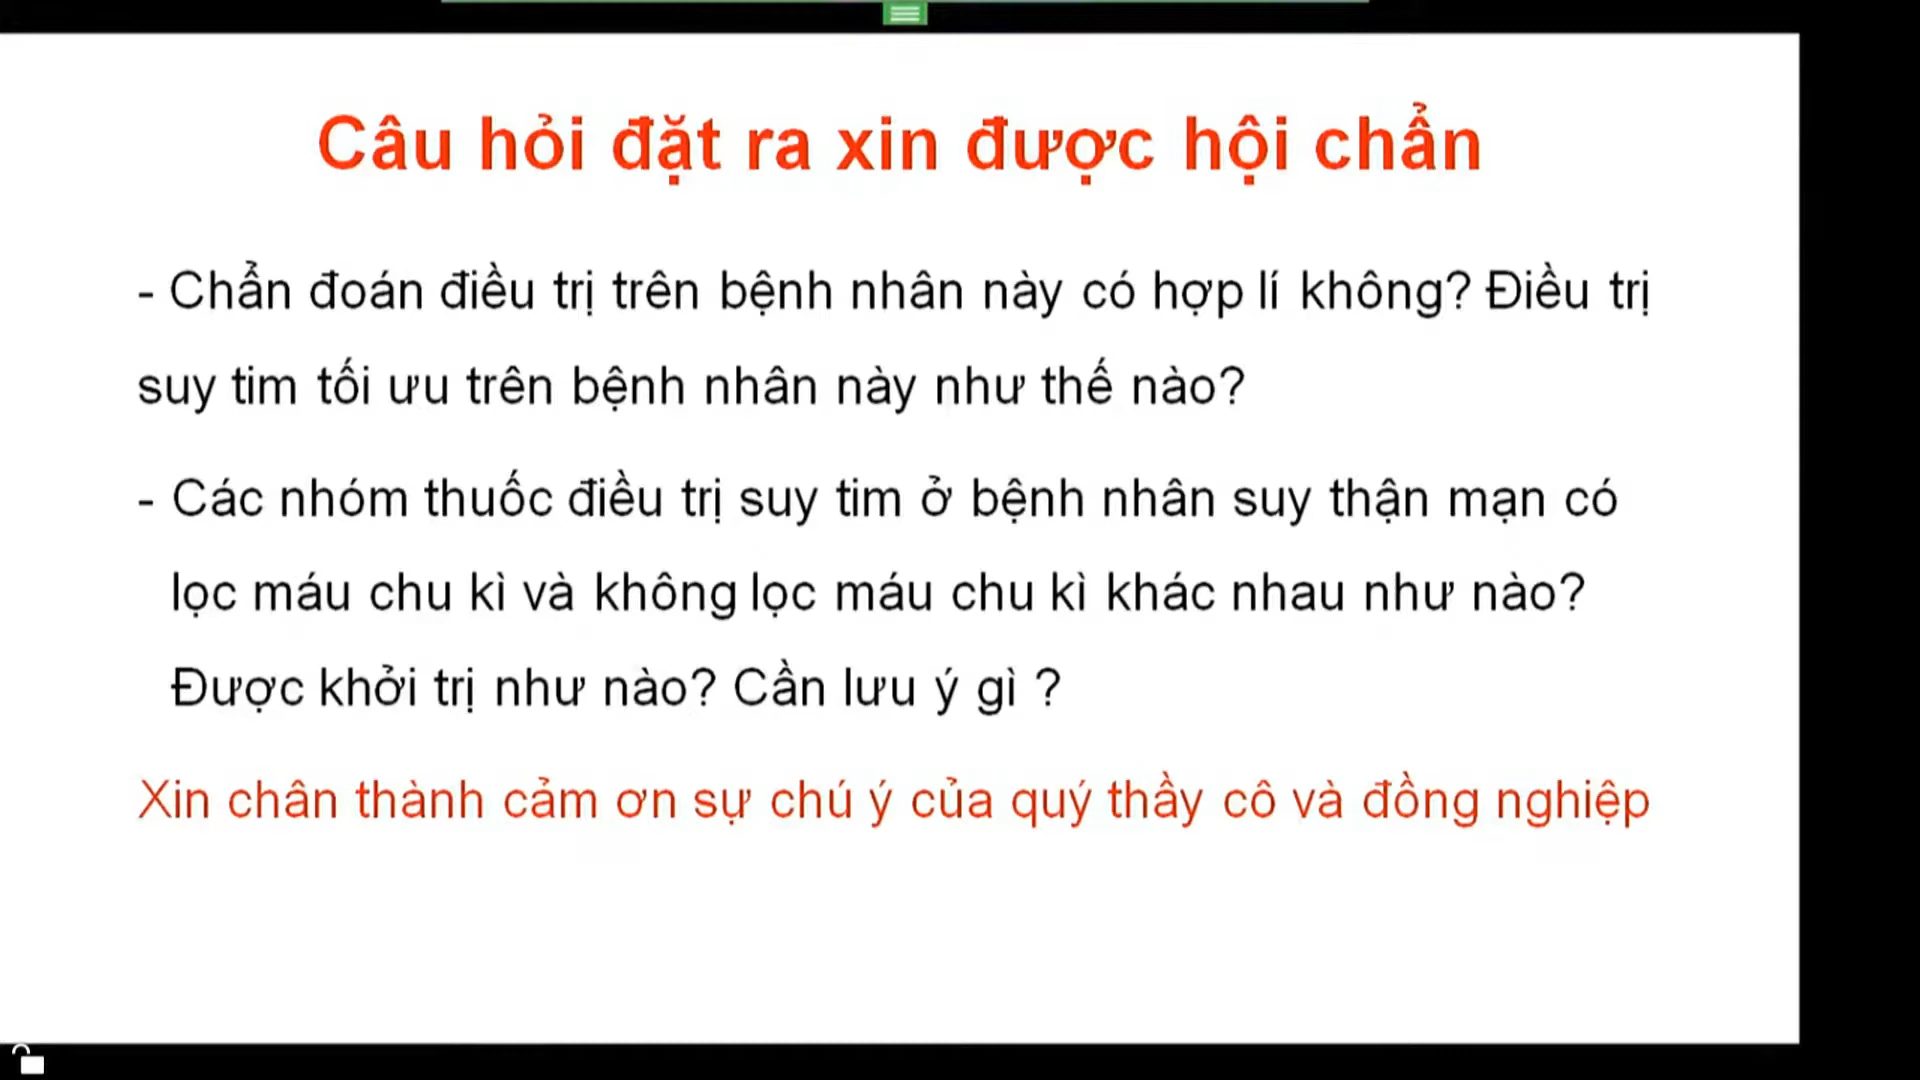 Câu hỏi đặt ra xin được hội chẩn
- Chẩn đoán điều trị trên bệnh nhân này có hợp lí không? Điều trị
suy tim tối ưu trên bệnh nhân này như thế nào?
- Các nhóm thuốc điều trị suy tim ở bệnh nhân suy thận mạn có
lọc máu chu kì và không lọc máu chu kì khác nhau như nào?
Được khởi trị như nào? Cần lưu ý gì ?
Xin chân thành cảm ơn sự chú ý của quý thầy cô và đồng nghiệp